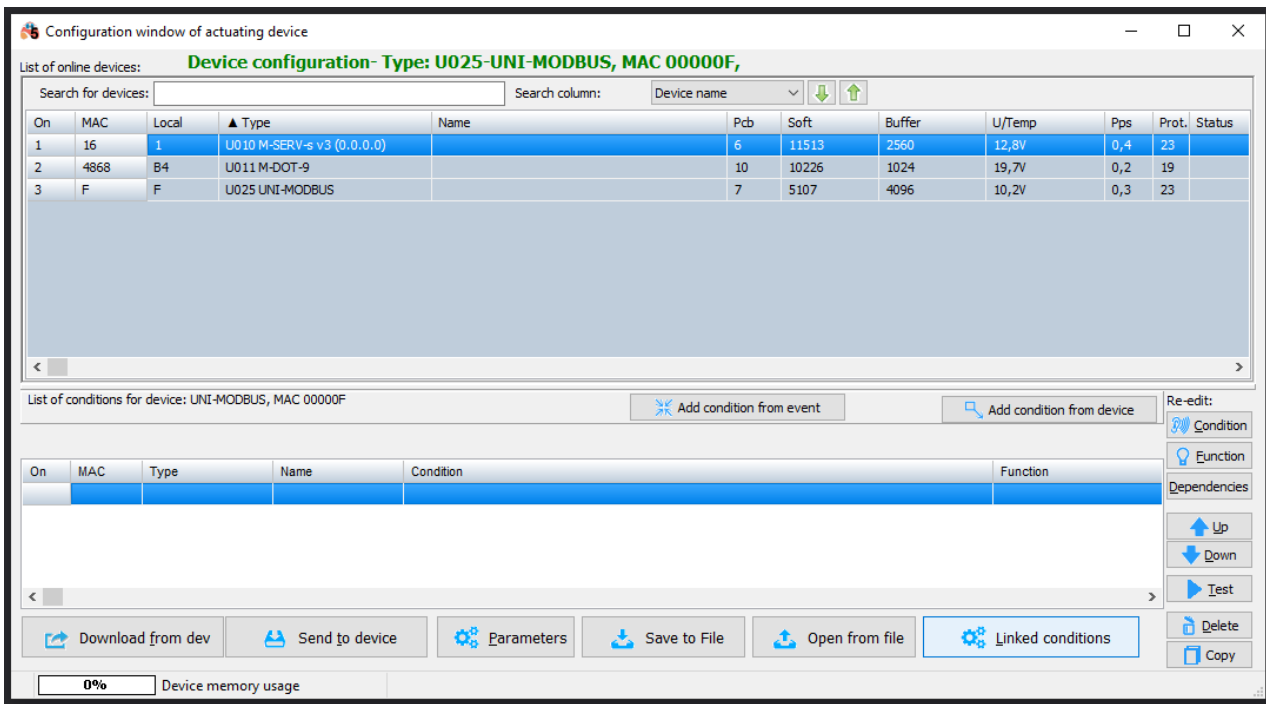 Configuration window of actuating device
List of online devices: Device configuration- Type: U025-UNI-MODBUS, MAC 00000F,
Search for devices: Search column: Device name
On MAC Local ▲ Type Name Pcb Soft Buffer U/Temp Pps Prot. Status
1 16 1 U010 M-SERV-s v3 (0.0.0.0) 6 11513 2560 12,8V 0,4 23
2 4868 B4 U011 M-DOT-9 10 10226 1024 19,7V 0,2 19
3 F F U025 UNI-MODBUS 7 5107 4096 10,2V 0,3 23
List of conditions for device: UNI-MODBUS, MAC 00000F Add condition from event Add condition from device Re-edit:
Condition
Function
On MAC Type Name Condition Function
Dependencies
Up
Down
Test
Download from dev Send to device Parameters Save to File Open from file Linked conditions Delete
Copy
0% Device memory usage